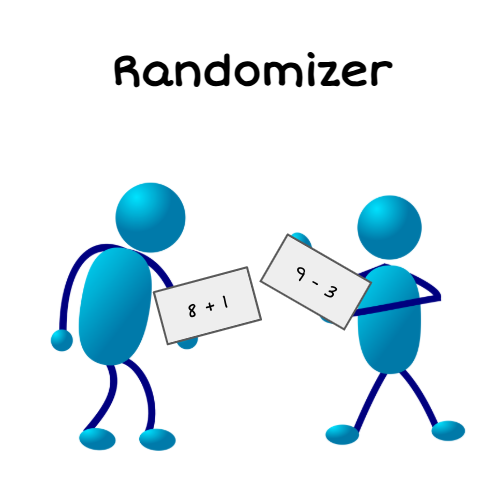 Randomizer
8 + 1
9 - 3